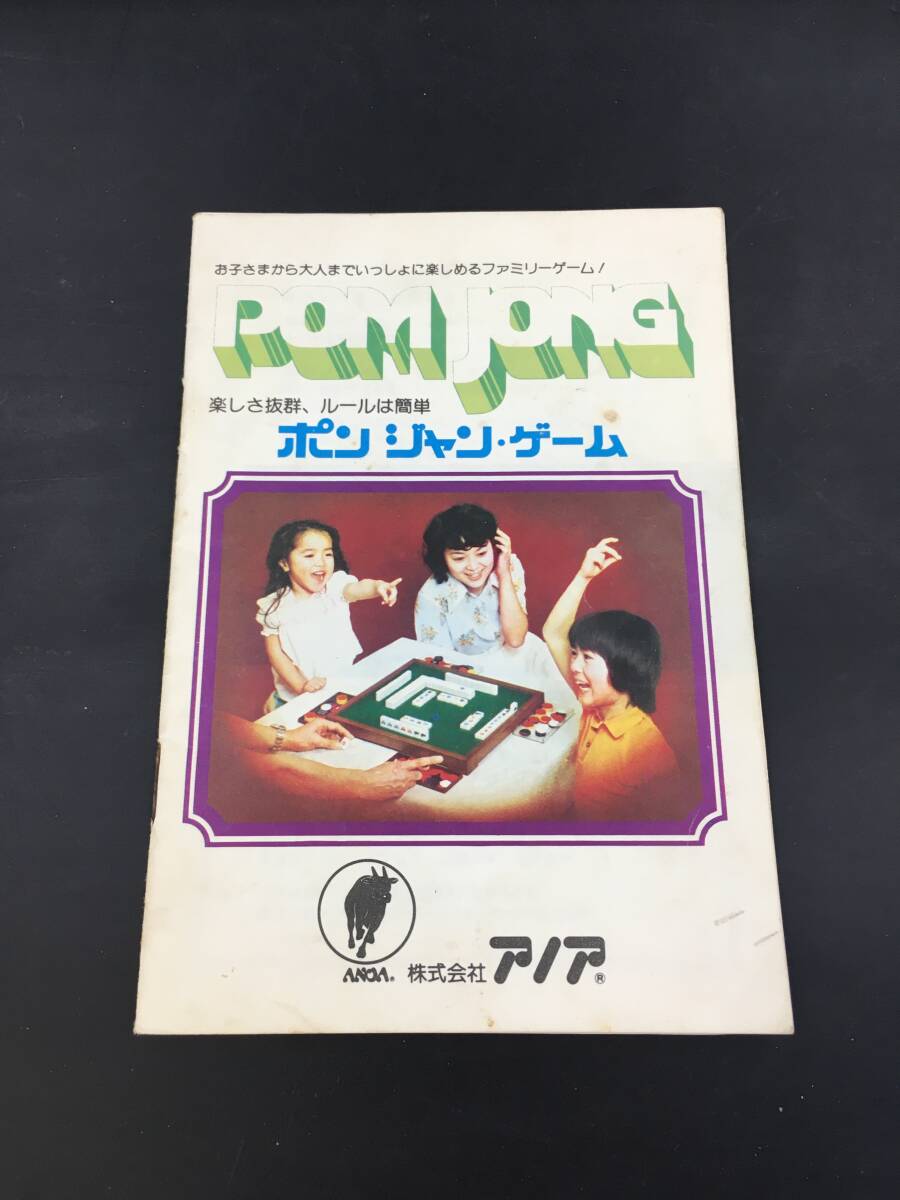 お子さまから大人までいっしょに楽しめるファミリーゲーム!
POM JONG
楽しさ抜群、ルールは簡単
ポン ジャン・ゲーム
ANOA® 株式会社 アノア®